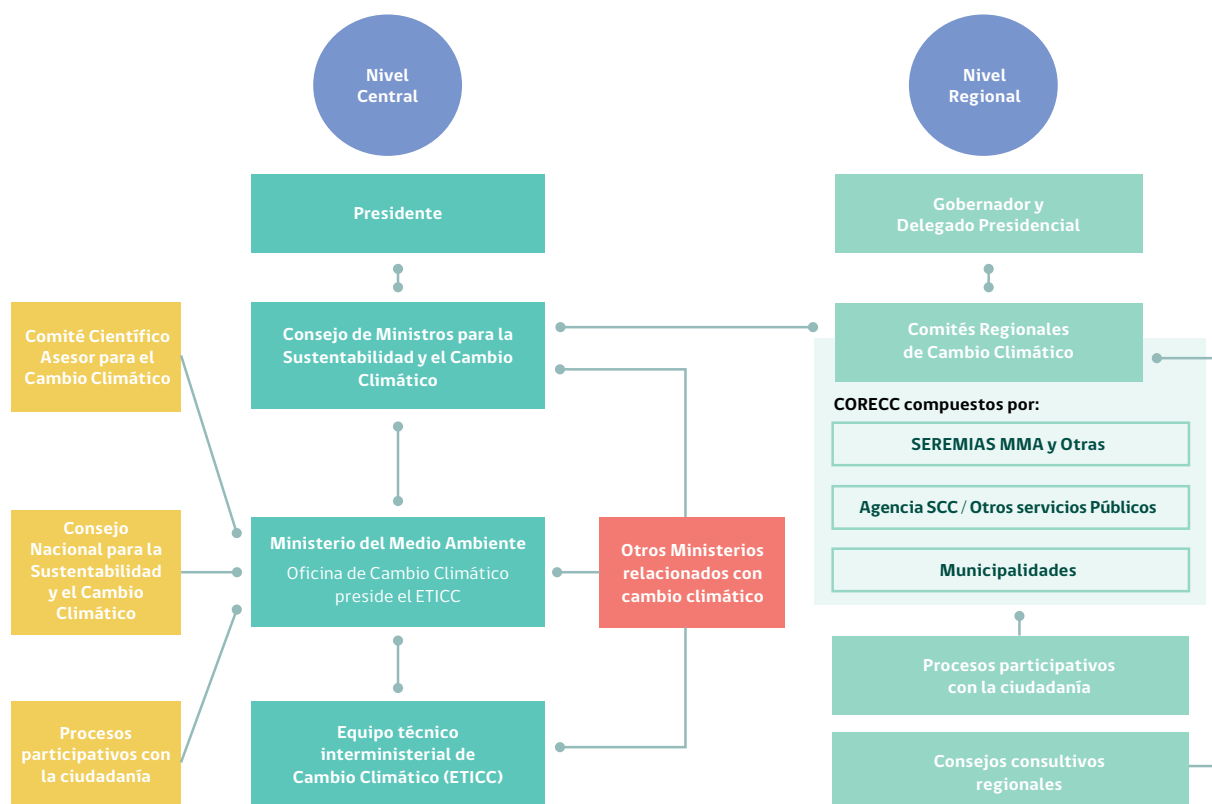 Nivel
Central
Nivel
Regional
Presidente
Gobernador y
Delegado Presidencial
Comité Científico
Asesor para el
Cambio Climático
Consejo de Ministros para la
Sustentabilidad y el Cambio
Climático
Comités Regionales
de Cambio Climático
CORECC compuestos por:
SEREMIAS MMA y Otras
Agencia SCC / Otros servicios Públicos
Municipalidades
Consejo
Nacional para la
Sustentabilidad
y el Cambio
Climático
Ministerio del Medio Ambiente
Oficina de Cambio Climático
preside el ETICC
Otros Ministerios
relacionados con
cambio climático
Procesos participativos
con la ciudadanía
Procesos
participativos con
la ciudadanía
Equipo técnico
interministerial de
Cambio Climático (ETICC)
Consejos consultivos
regionales